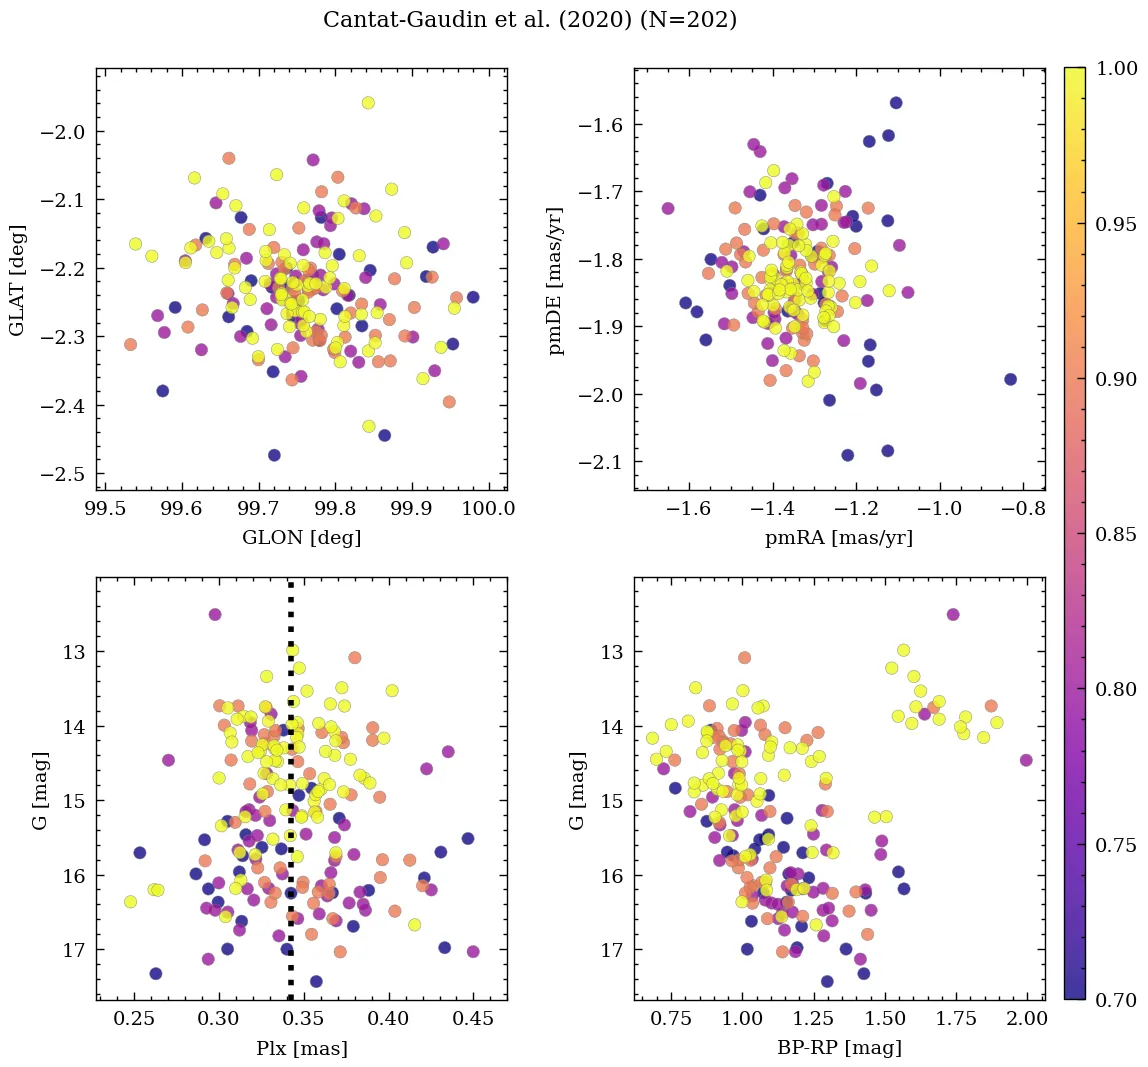 Cantat-Gaudin et al. (2020) (N=202)
−2.0
−2.1
−2.2
−2.3
−2.4
−2.5
GLAT [deg]
99.5 99.6 99.7 99.8 99.9 100.0
GLON [deg]
−1.6
−1.7
−1.8
−1.9
−2.0
−2.1
pmDE [mas/yr]
−1.6 −1.4 −1.2 −1.0 −0.8
pmRA [mas/yr]
13
14
15
16
17
G [mag]
0.25 0.30 0.35 0.40 0.45
Plx [mas]
13
14
15
16
17
G [mag]
0.75 1.00 1.25 1.50 1.75 2.00
BP-RP [mag]
1.00
0.95
0.90
0.85
0.80
0.75
0.70